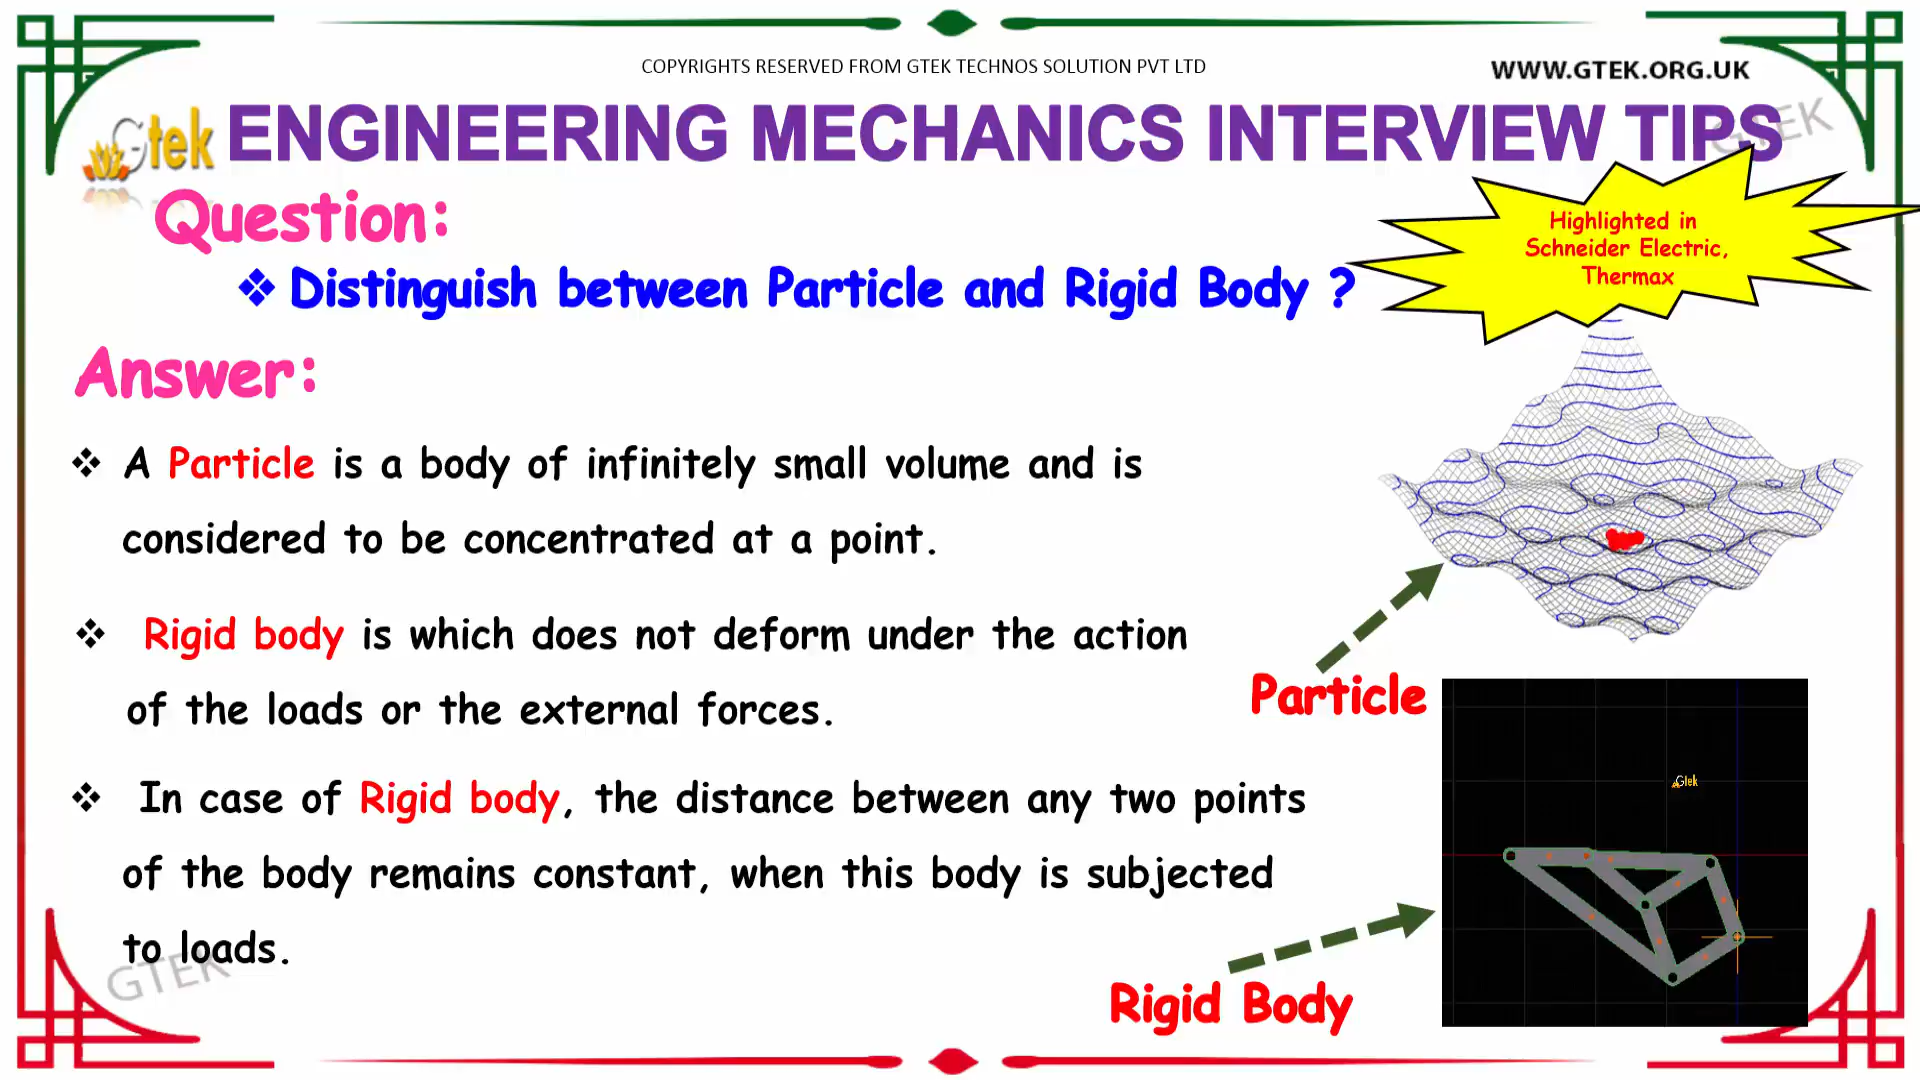 COPYRIGHTS RESERVED FROM GTEK TECHNOS SOLUTION PVT LTD
WWW.GTEK.ORG.UK
Gtek
ENGINEERING MECHANICS INTERVIEW TIPS
GTEK
Question:
❖ Distinguish between Particle and Rigid Body ?
Highlighted in
Schneider Electric,
Thermax
Answer:
❖ A Particle is a body of infinitely small volume and is
considered to be concentrated at a point.
❖ Rigid body is which does not deform under the action
of the loads or the external forces.
Particle
❖ In case of Rigid body, the distance between any two points
of the body remains constant, when this body is subjected
to loads.
Gtek
GTEK
Rigid Body